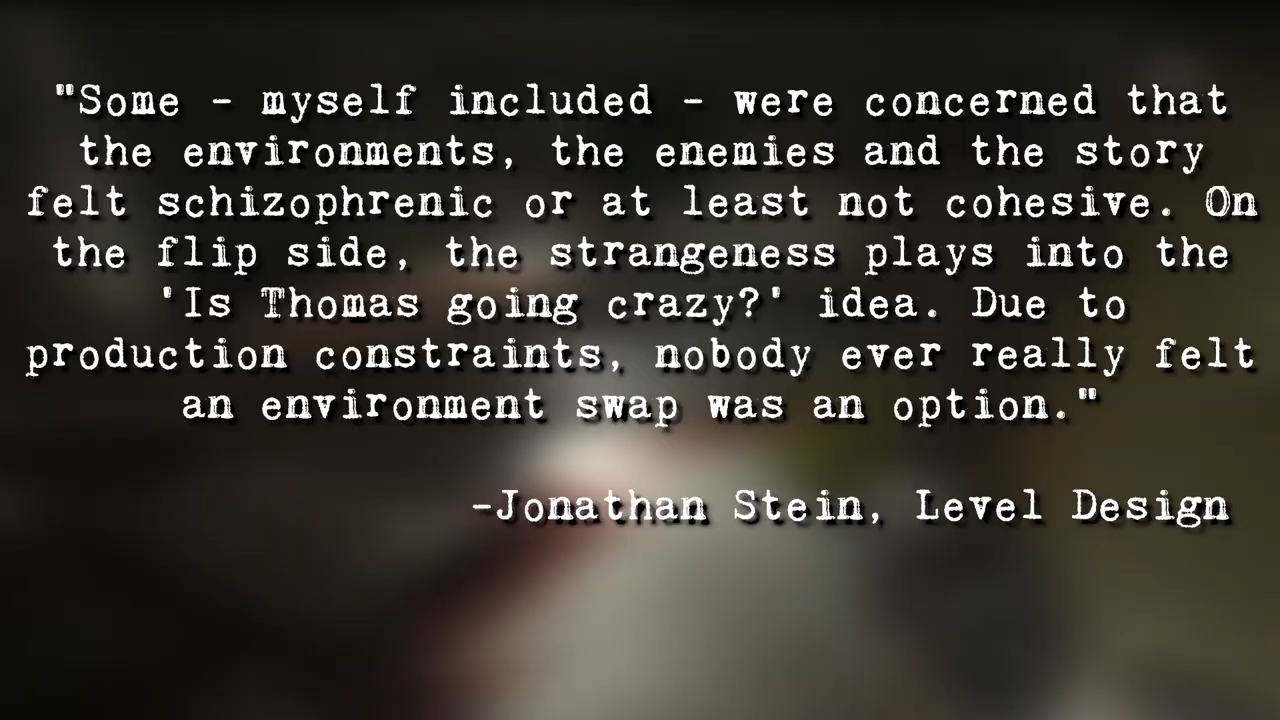 "Some - myself included - were concerned that
the environments, the enemies and the story
felt schizophrenic or at least not cohesive. On
the flip side, the strangeness plays into the
'Is Thomas going crazy?' idea. Due to
production constraints, nobody ever really felt
an environment swap was an option."
-Jonathan Stein, Level Design